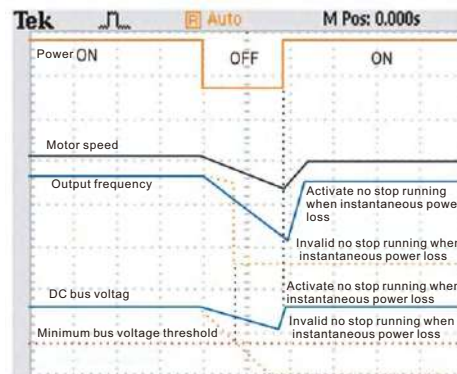 Tek R Auto M Pos: 0.000s
Power ON OFF ON
Motor speed
Output frequency
Activate no stop running
when instantaneous powe
loss
Invalid no stop running when
instantaneous power loss
DC bus voltag
Activate no stop running when
instantaneous power loss
Minimum bus voltage threshold
Invalid no stop running when
instantaneous power loss